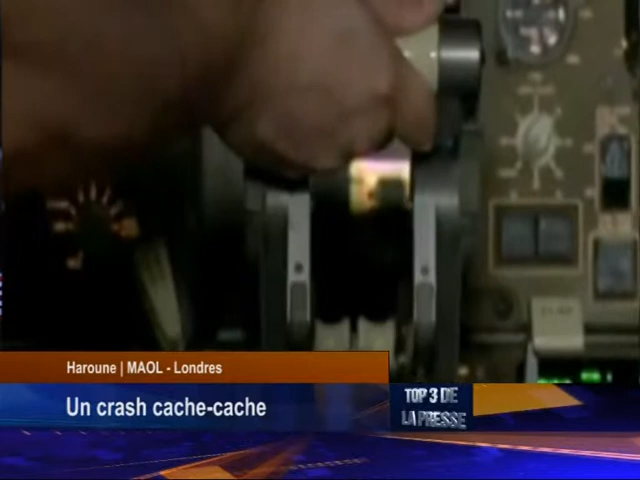 Haroune | MAOL - Londres
Un crash cache-cache
TOP 3 DE
LA PRESSE